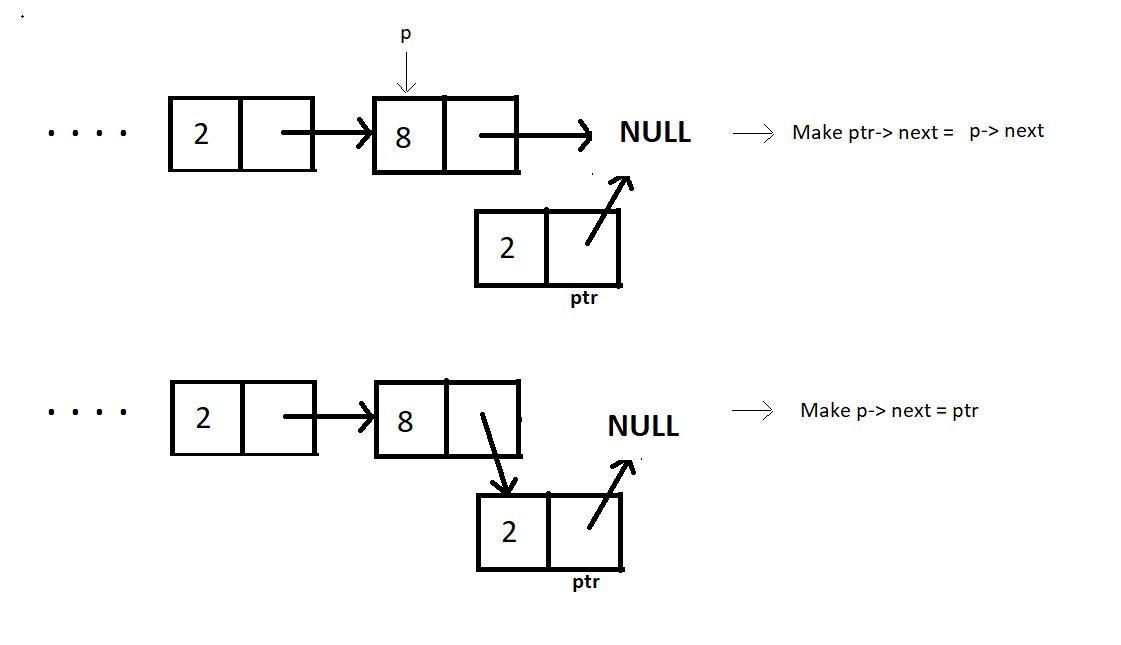 p
. . . . 2 8 NULL Make ptr-> next = p-> next
2
ptr
. . . . 2 8 NULL Make p-> next = ptr
2
ptr